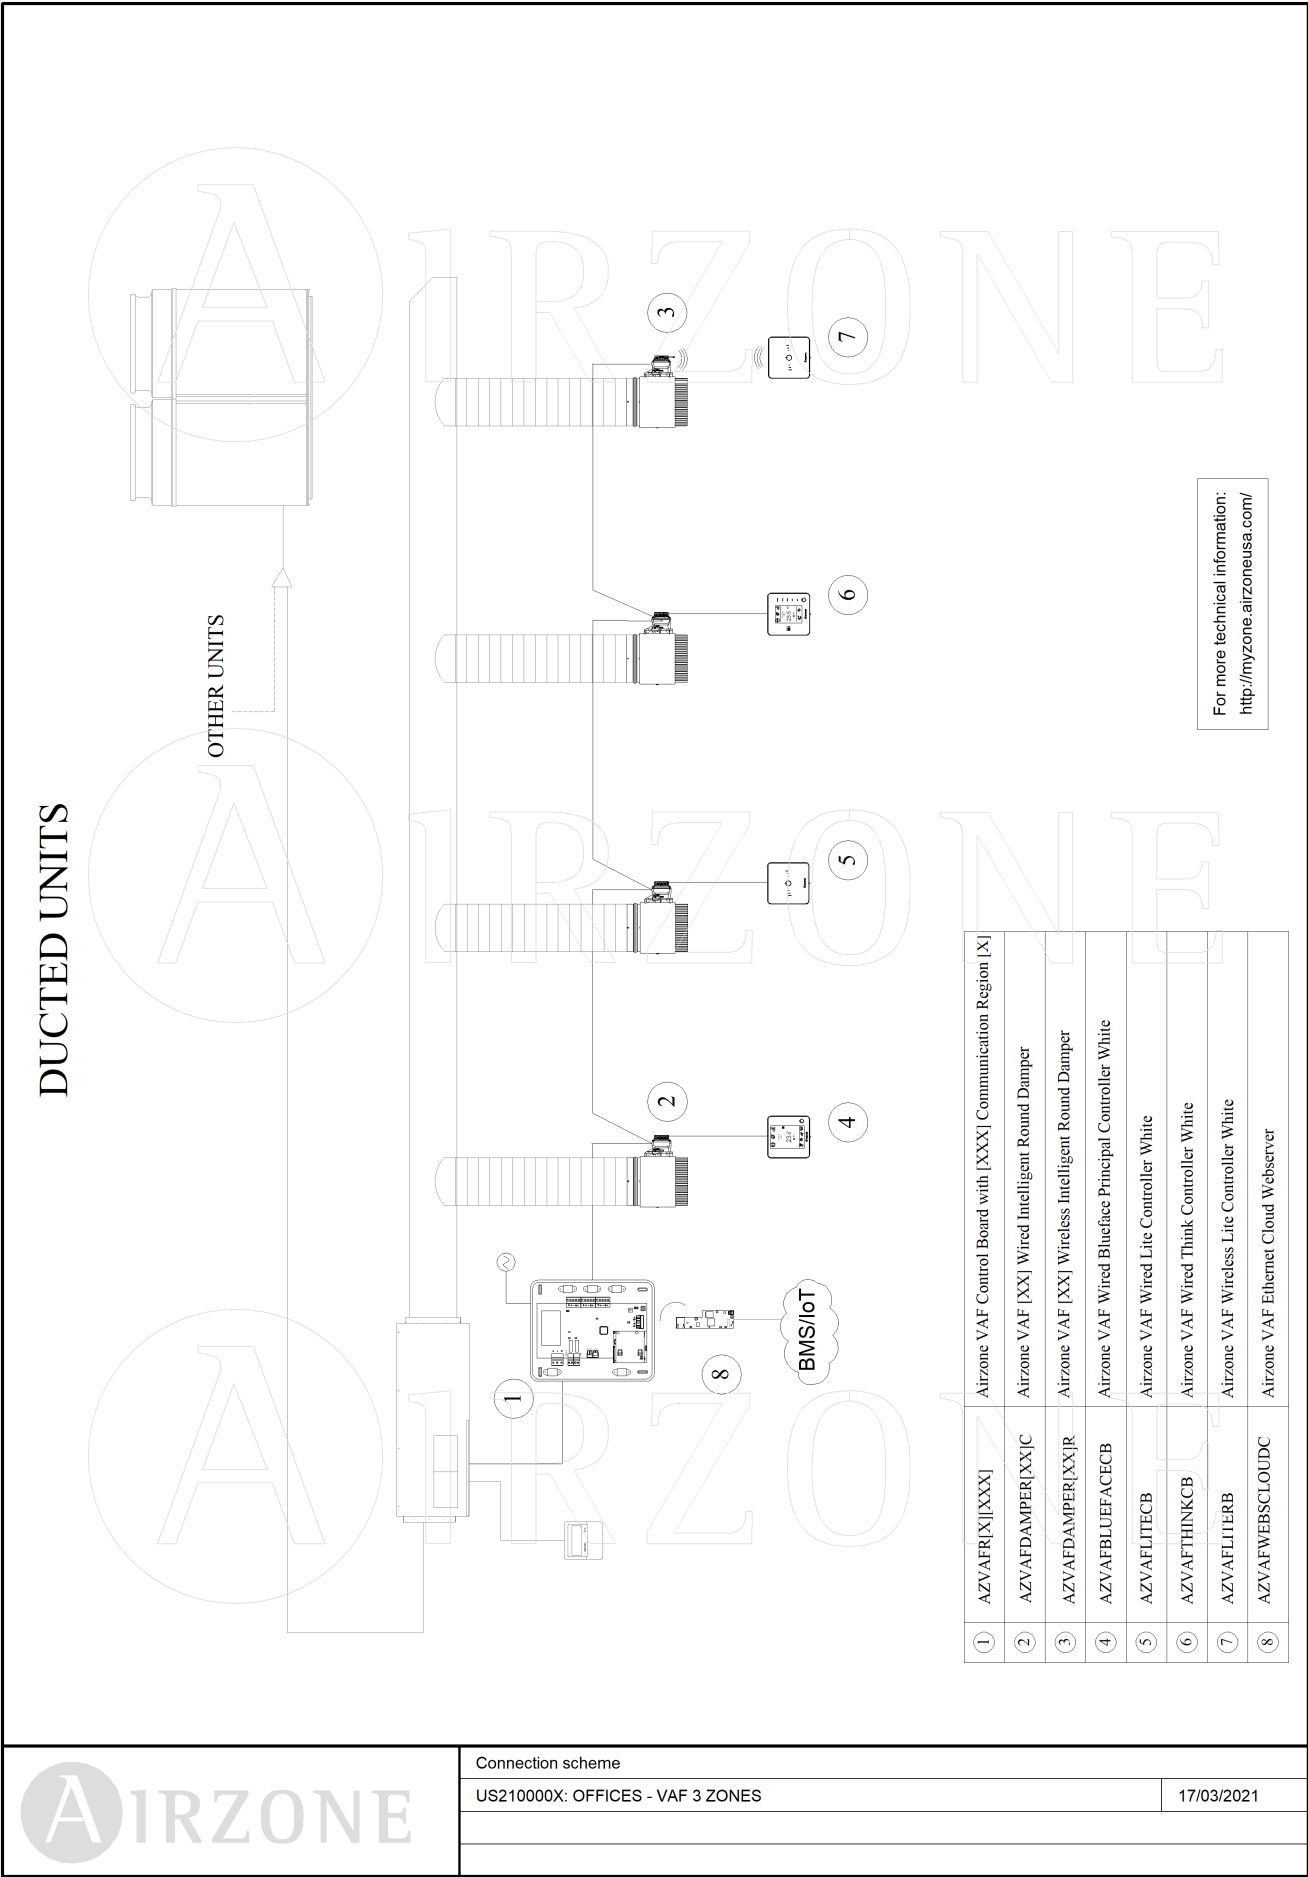 DUCTED UNITS
OTHER UNITS
3
7
6
5
2
4
1
8
BMS/IoT
For more technical information:
http://myzone.airzoneusa.com/
1 AZVAFR[X][XXX] Airzone VAF Control Board with [XXX] Communication Region [X]
2 AZVAFDAMPER[XX]C Airzone VAF [XX] Wired Intelligent Round Damper
3 AZVAFDAMPER[XX]R Airzone VAF [XX] Wireless Intelligent Round Damper
4 AZVAFBLUEFACECB Airzone VAF Wired Blueface Principal Controller White
5 AZVAFLITECB Airzone VAF Wired Lite Controller White
6 AZVAFTHINKCB Airzone VAF Wired Think Controller White
7 AZVAFLITERB Airzone VAF Wireless Lite Controller White
8 AZVAFWEBSCLOUDC Airzone VAF Ethernet Cloud Webserver
AIRZONE
AIRZONE
AIRZONE
AIRZONE
Connection scheme
US210000X: OFFICES - VAF 3 ZONES 17/03/2021